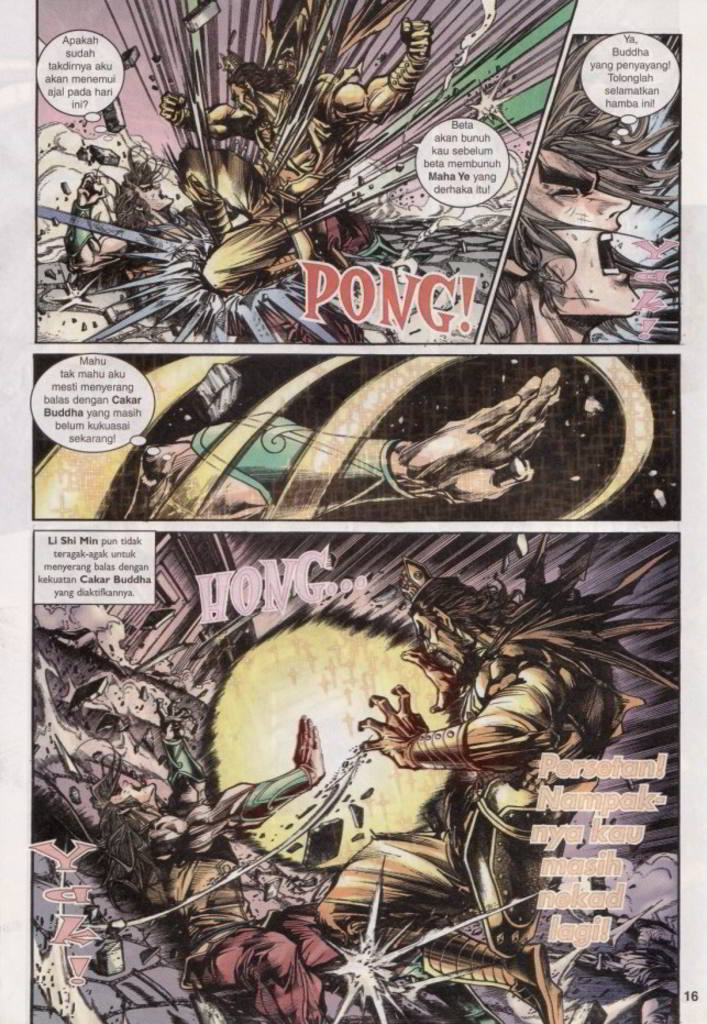 Apakah
sudah
takdirnya aku
akan menemui
ajal pada hari
ini?
Beta
akan bunuh
kau sebelum
beta membunuh
Maha Ye yang
derhaka itu!
Ya,
Buddha
yang penyayang!
Tolonglah
selamatkan
hamba ini!
PONG!
YAZ!
Mahu
tak mahu aku
mesti menyerang
balas dengan Cakar
Buddha yang masih
belum kukuasai
sekarang!
Li Shi Min pun tidak
teragak-agak untuk
menyerang balas dengan
kekuatan Cakar Buddha
yang diaktifkannya.
HONG...
Persetan!
Nampak-
nya kau
masih
nekad
lagi!
YAZ!
16